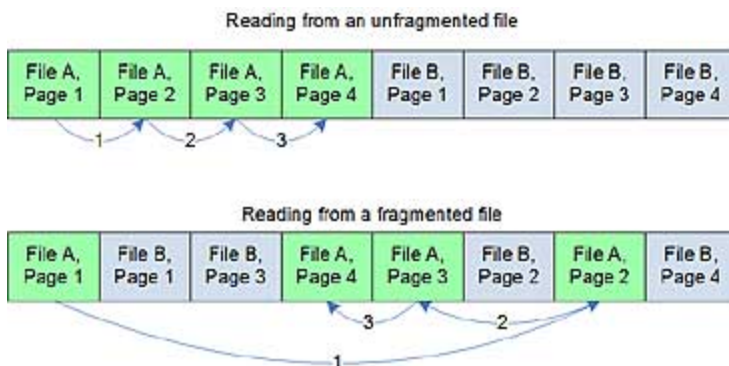 Reading from an unfragmented file
File A, File A, File A, File A, File B, File B, File B, File B,
Page 1 Page 2 Page 3 Page 4 Page 1 Page 2 Page 3 Page 4
1 2 3
Reading from a fragmented file
File A, File B, File B, File A, File A, File B, File A, File B,
Page 1 Page 1 Page 3 Page 4 Page 3 Page 2 Page 2 Page 4
3 2
1